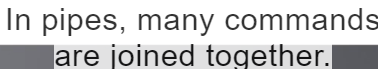 In pipes, many commands
are joined together.